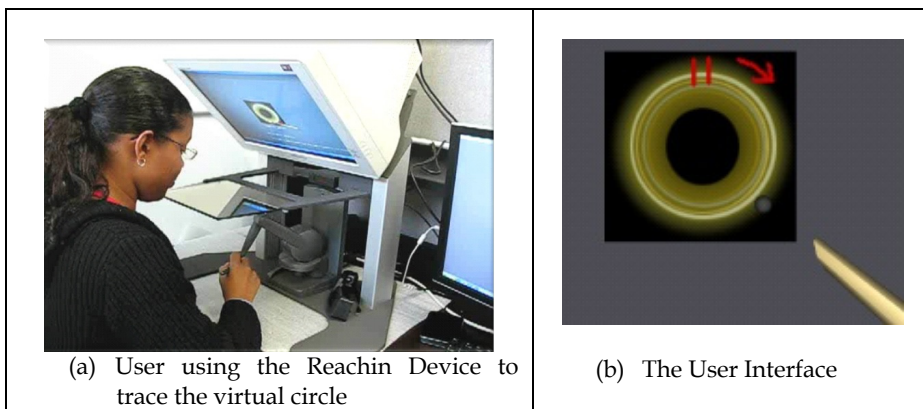 (a) User using the Reachin Device to
trace the virtual circle
(b) The User Interface